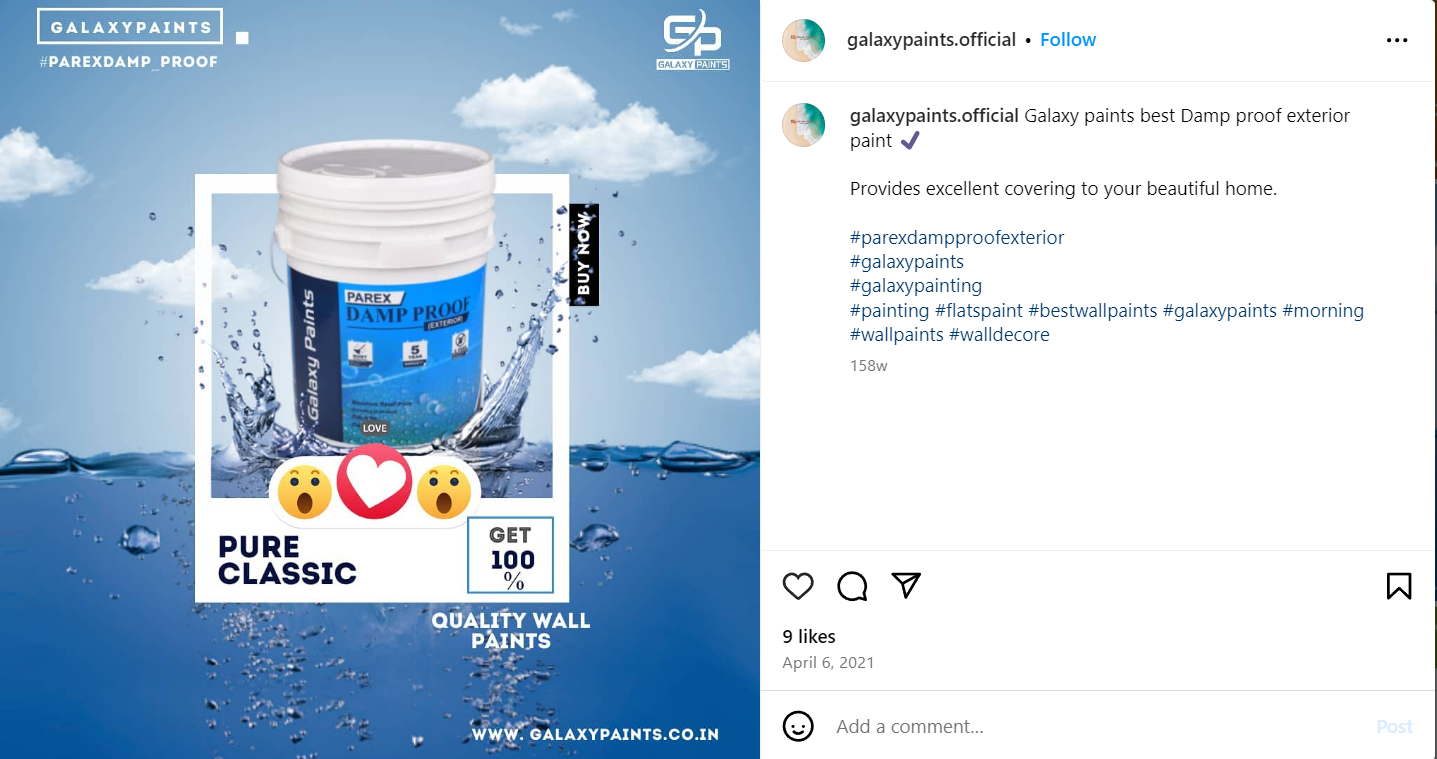 GALAXYPAINTS
#PAREXDAMP_PROOF
GP
GALAXY PAINTS
BUY NOW
Galaxy Paints
PAREX
DAMP PROOF
(EXTERIOR)
5
YEAR
LOVE
PURE
CLASSIC
GET
100
%
QUALITY WALL
PAINTS
WWW. GALAXYPAINTS.CO.IN
galaxypaints.official • Follow
galaxypaints.official Galaxy paints best Damp proof exterior
paint
Provides excellent covering to your beautiful home.
#parexdampproofexterior
#galaxypaints
#galaxypainting
#painting #flatspaint #bestwallpaints #galaxypaints #morning
#wallpaints #walldecore
158w
9 likes
April 6, 2021
Add a comment...
Post